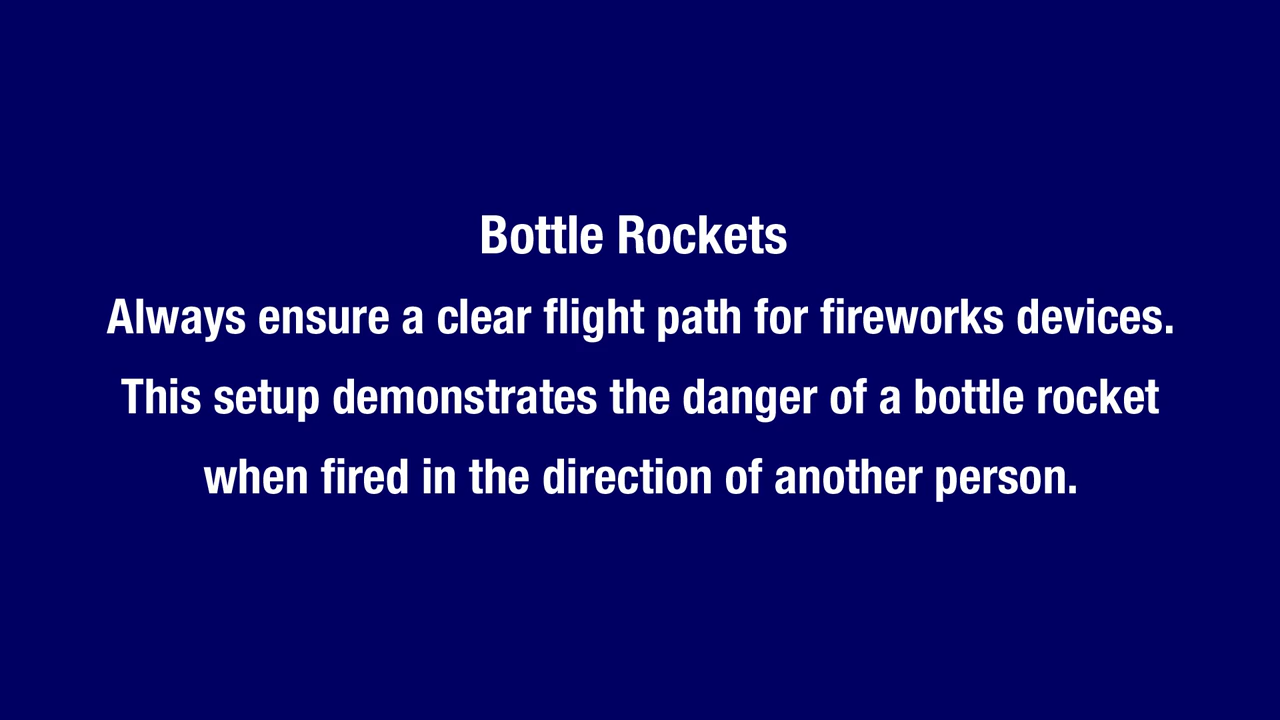 Bottle Rockets
Always ensure a clear flight path for fireworks devices.
This setup demonstrates the danger of a bottle rocket
when fired in the direction of another person.